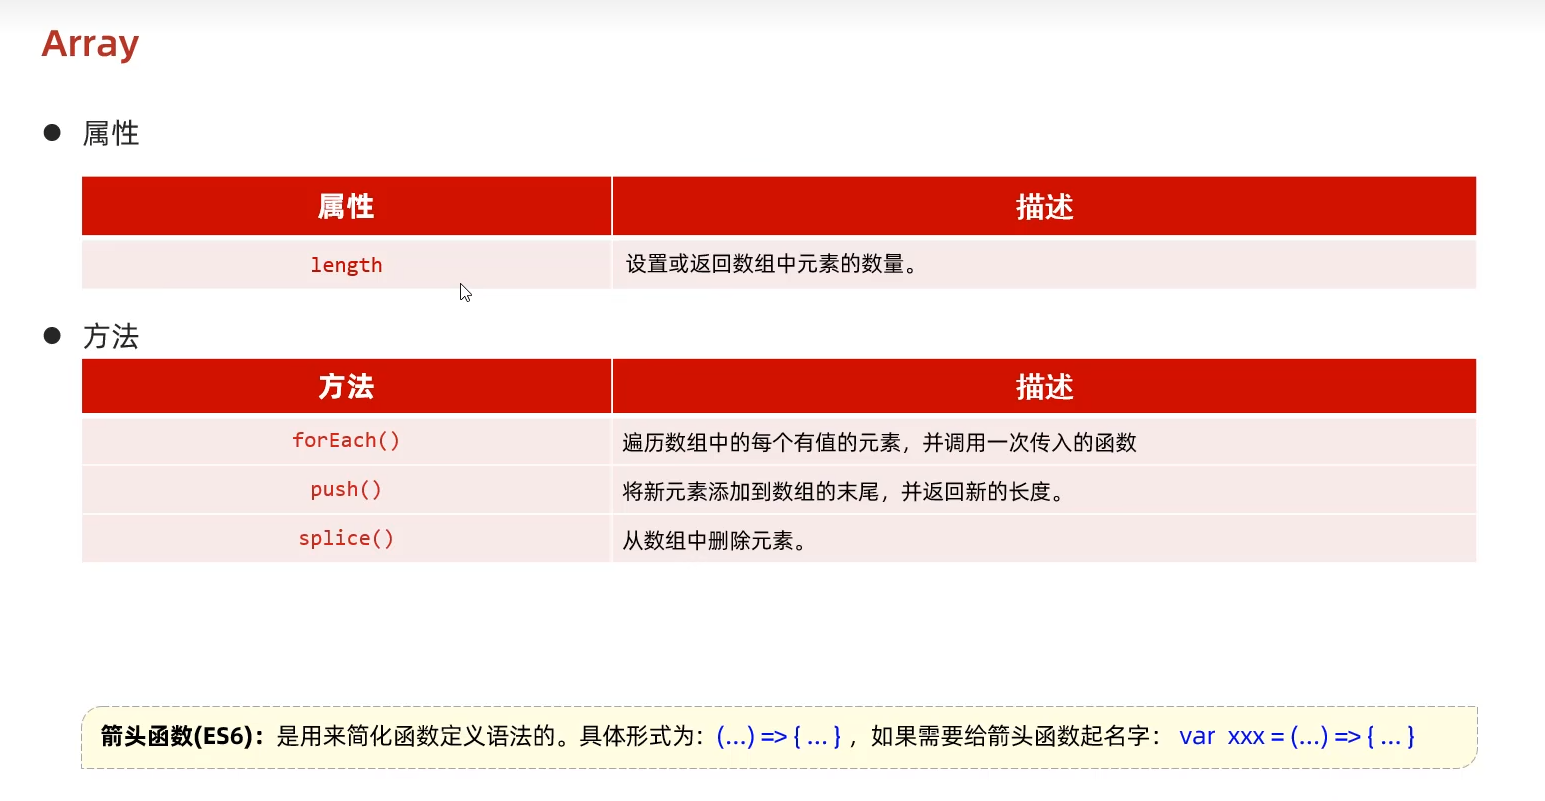 Array
属性
属性 描述
length 设置或返回数组中元素的数量。
方法
方法 描述
forEach() 遍历数组中的每个有值的元素，并调用一次传入的函数
push() 将新元素添加到数组的末尾，并返回新的长度。
splice() 从数组中删除元素。
箭头函数(ES6)：是用来简化函数定义语法的。具体形式为：(…) => { … } ，如果需要给箭头函数起名字： var xxx = (…) => { … }